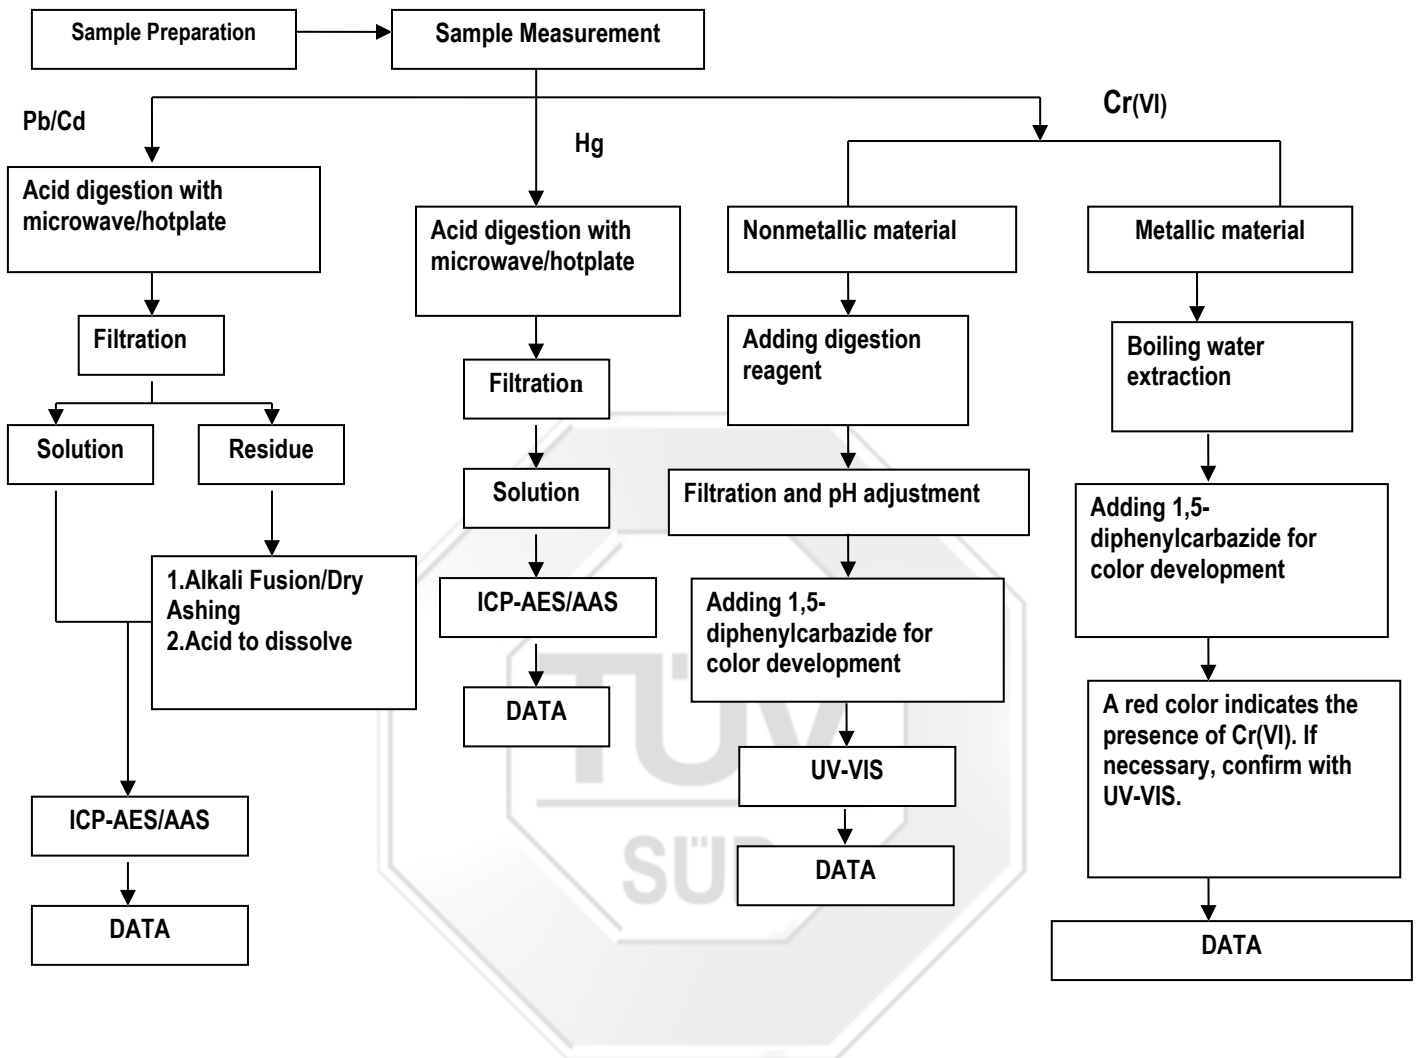 Sample Preparation
Sample Measurement
Pb/Cd
Hg
Cr(VI)
Acid digestion with
microwave/hotplate
Filtration
Solution
Residue
1.Alkali Fusion/Dry
Ashing
2.Acid to dissolve
ICP-AES/AAS
DATA
Acid digestion with
microwave/hotplate
Filtration
Solution
ICP-AES/AAS
DATA
Nonmetallic material
Adding digestion
reagent
Filtration and pH adjustment
Adding 1,5-
diphenylcarbazide for
color development
UV-VIS
DATA
Metallic material
Boiling water
extraction
Adding 1,5-
diphenylcarbazide for
color development
A red color indicates the
presence of Cr(VI). If
necessary, confirm with
UV-VIS.
DATA
TÜV
SÜD